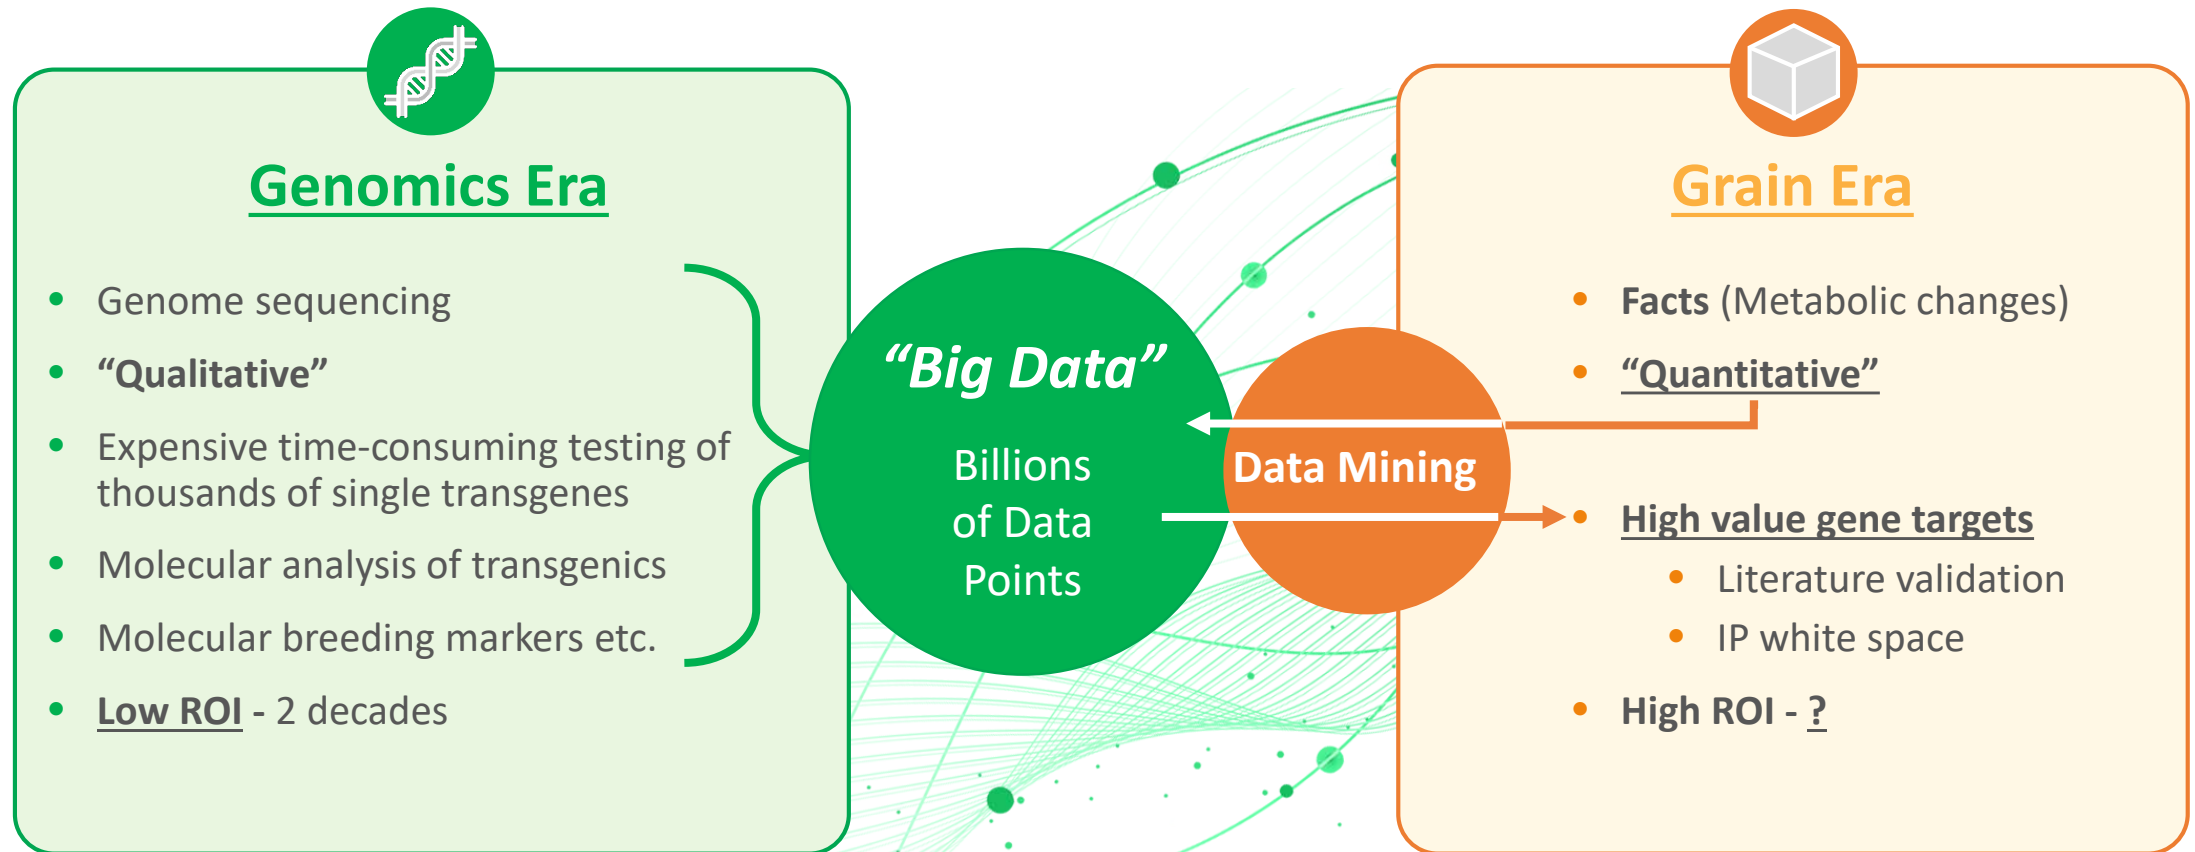 Genomics Era
• Genome sequencing
• “Qualitative”
• Expensive time-consuming testing of
thousands of single transgenes
• Molecular analysis of transgenics
• Molecular breeding markers etc.
• Low ROI - 2 decades
“Big Data”
Billions
of Data
Points
Data Mining
Grain Era
• Facts (Metabolic changes)
• “Quantitative”
• High value gene targets
• Literature validation
• IP white space
• High ROI - ?